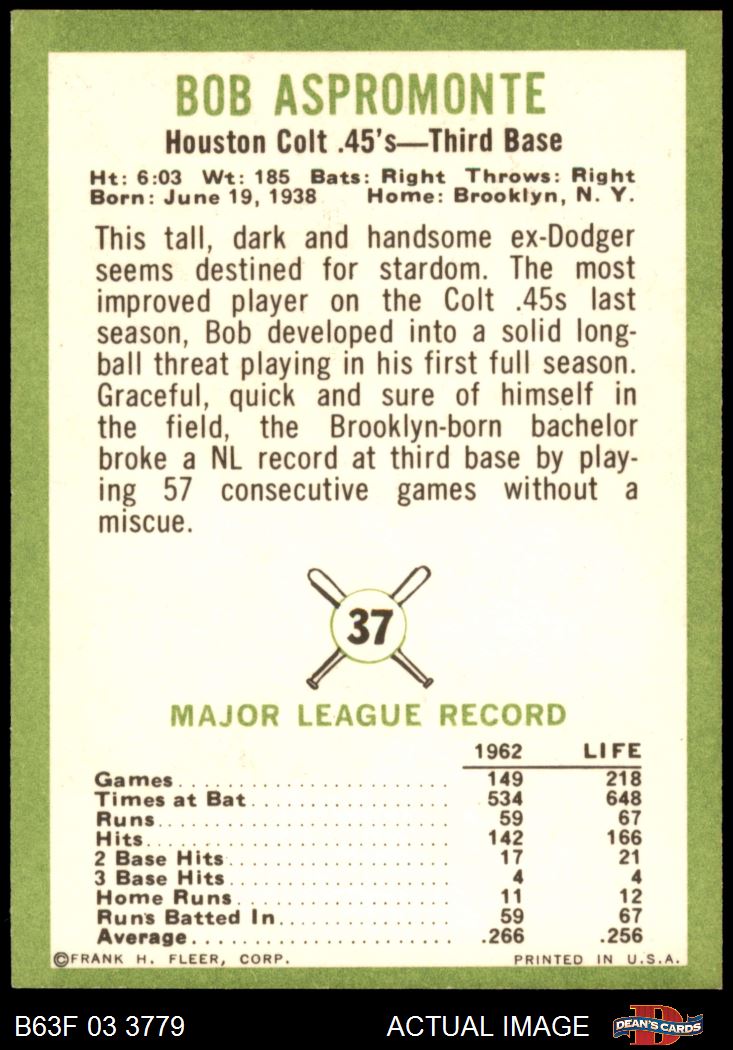 BOB ASPROMONTE
Houston Colt .45's—Third Base
Ht: 6:03 Wt: 185 Bats: Right Throws: Right
Born: June 19, 1938 Home: Brooklyn, N. Y.
This tall, dark and handsome ex-Dodger
seems destined for stardom. The most
improved player on the Colt .45s last
season, Bob developed into a solid long-
ball threat playing in his first full season.
Graceful, quick and sure of himself in
the field, the Brooklyn-born bachelor
broke a NL record at third base by play-
ing 57 consecutive games without a
miscue.
37
MAJOR LEAGUE RECORD
1962 LIFE
Games 149 218
Times at Bat 534 648
Runs 59 67
Hits 142 166
2 Base Hits 17 21
3 Base Hits 4 4
Home Runs 11 12
Runs Batted In 59 67
Average .266 .256
©FRANK H. FLEER, CORP. PRINTED IN U.S.A.
B63F 03 3779 ACTUAL IMAGE D DEAN'S CARDS